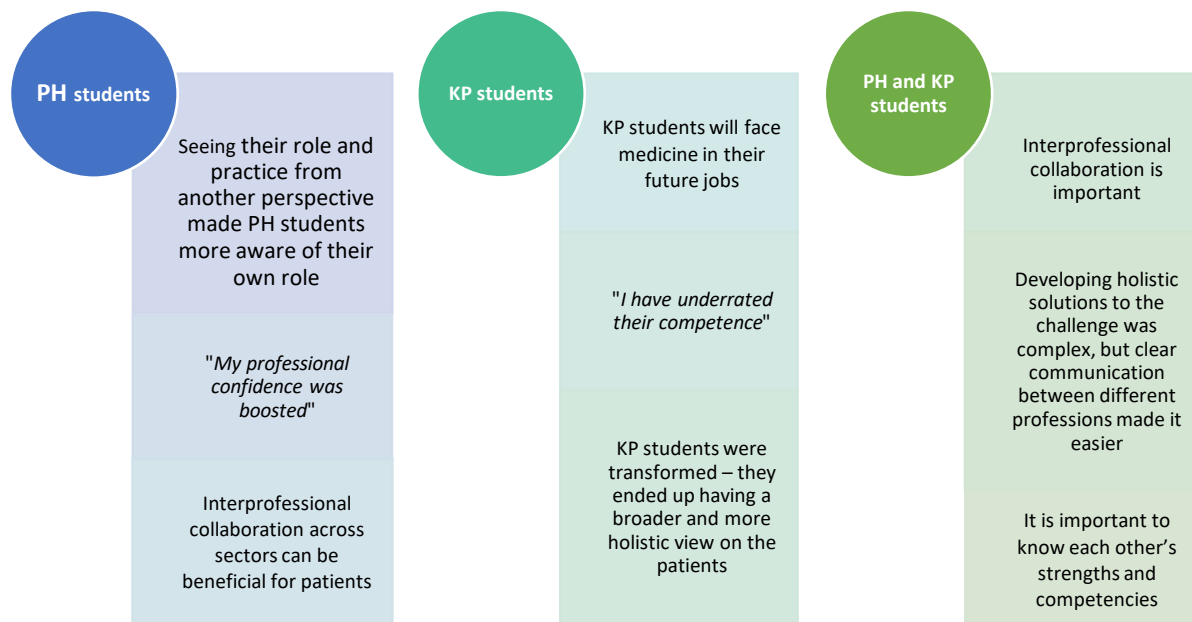 PH students
Seeing their role and
practice from
another perspective
made PH students
more aware of their
own role
"My professional
confidence was
boosted"
Interprofessional
collaboration across
sectors can be
beneficial for patients
KP students
KP students will face
medicine in their
future jobs
"I have underrated
their competence"
KP students were
transformed – they
ended up having a
broader and more
holistic view on the
patients
PH and KP
students
Interprofessional
collaboration is
important
Developing holistic
solutions to the
challenge was
complex, but clear
communication
between different
professions made it
easier
It is important to
know each other’s
strengths and
competencies